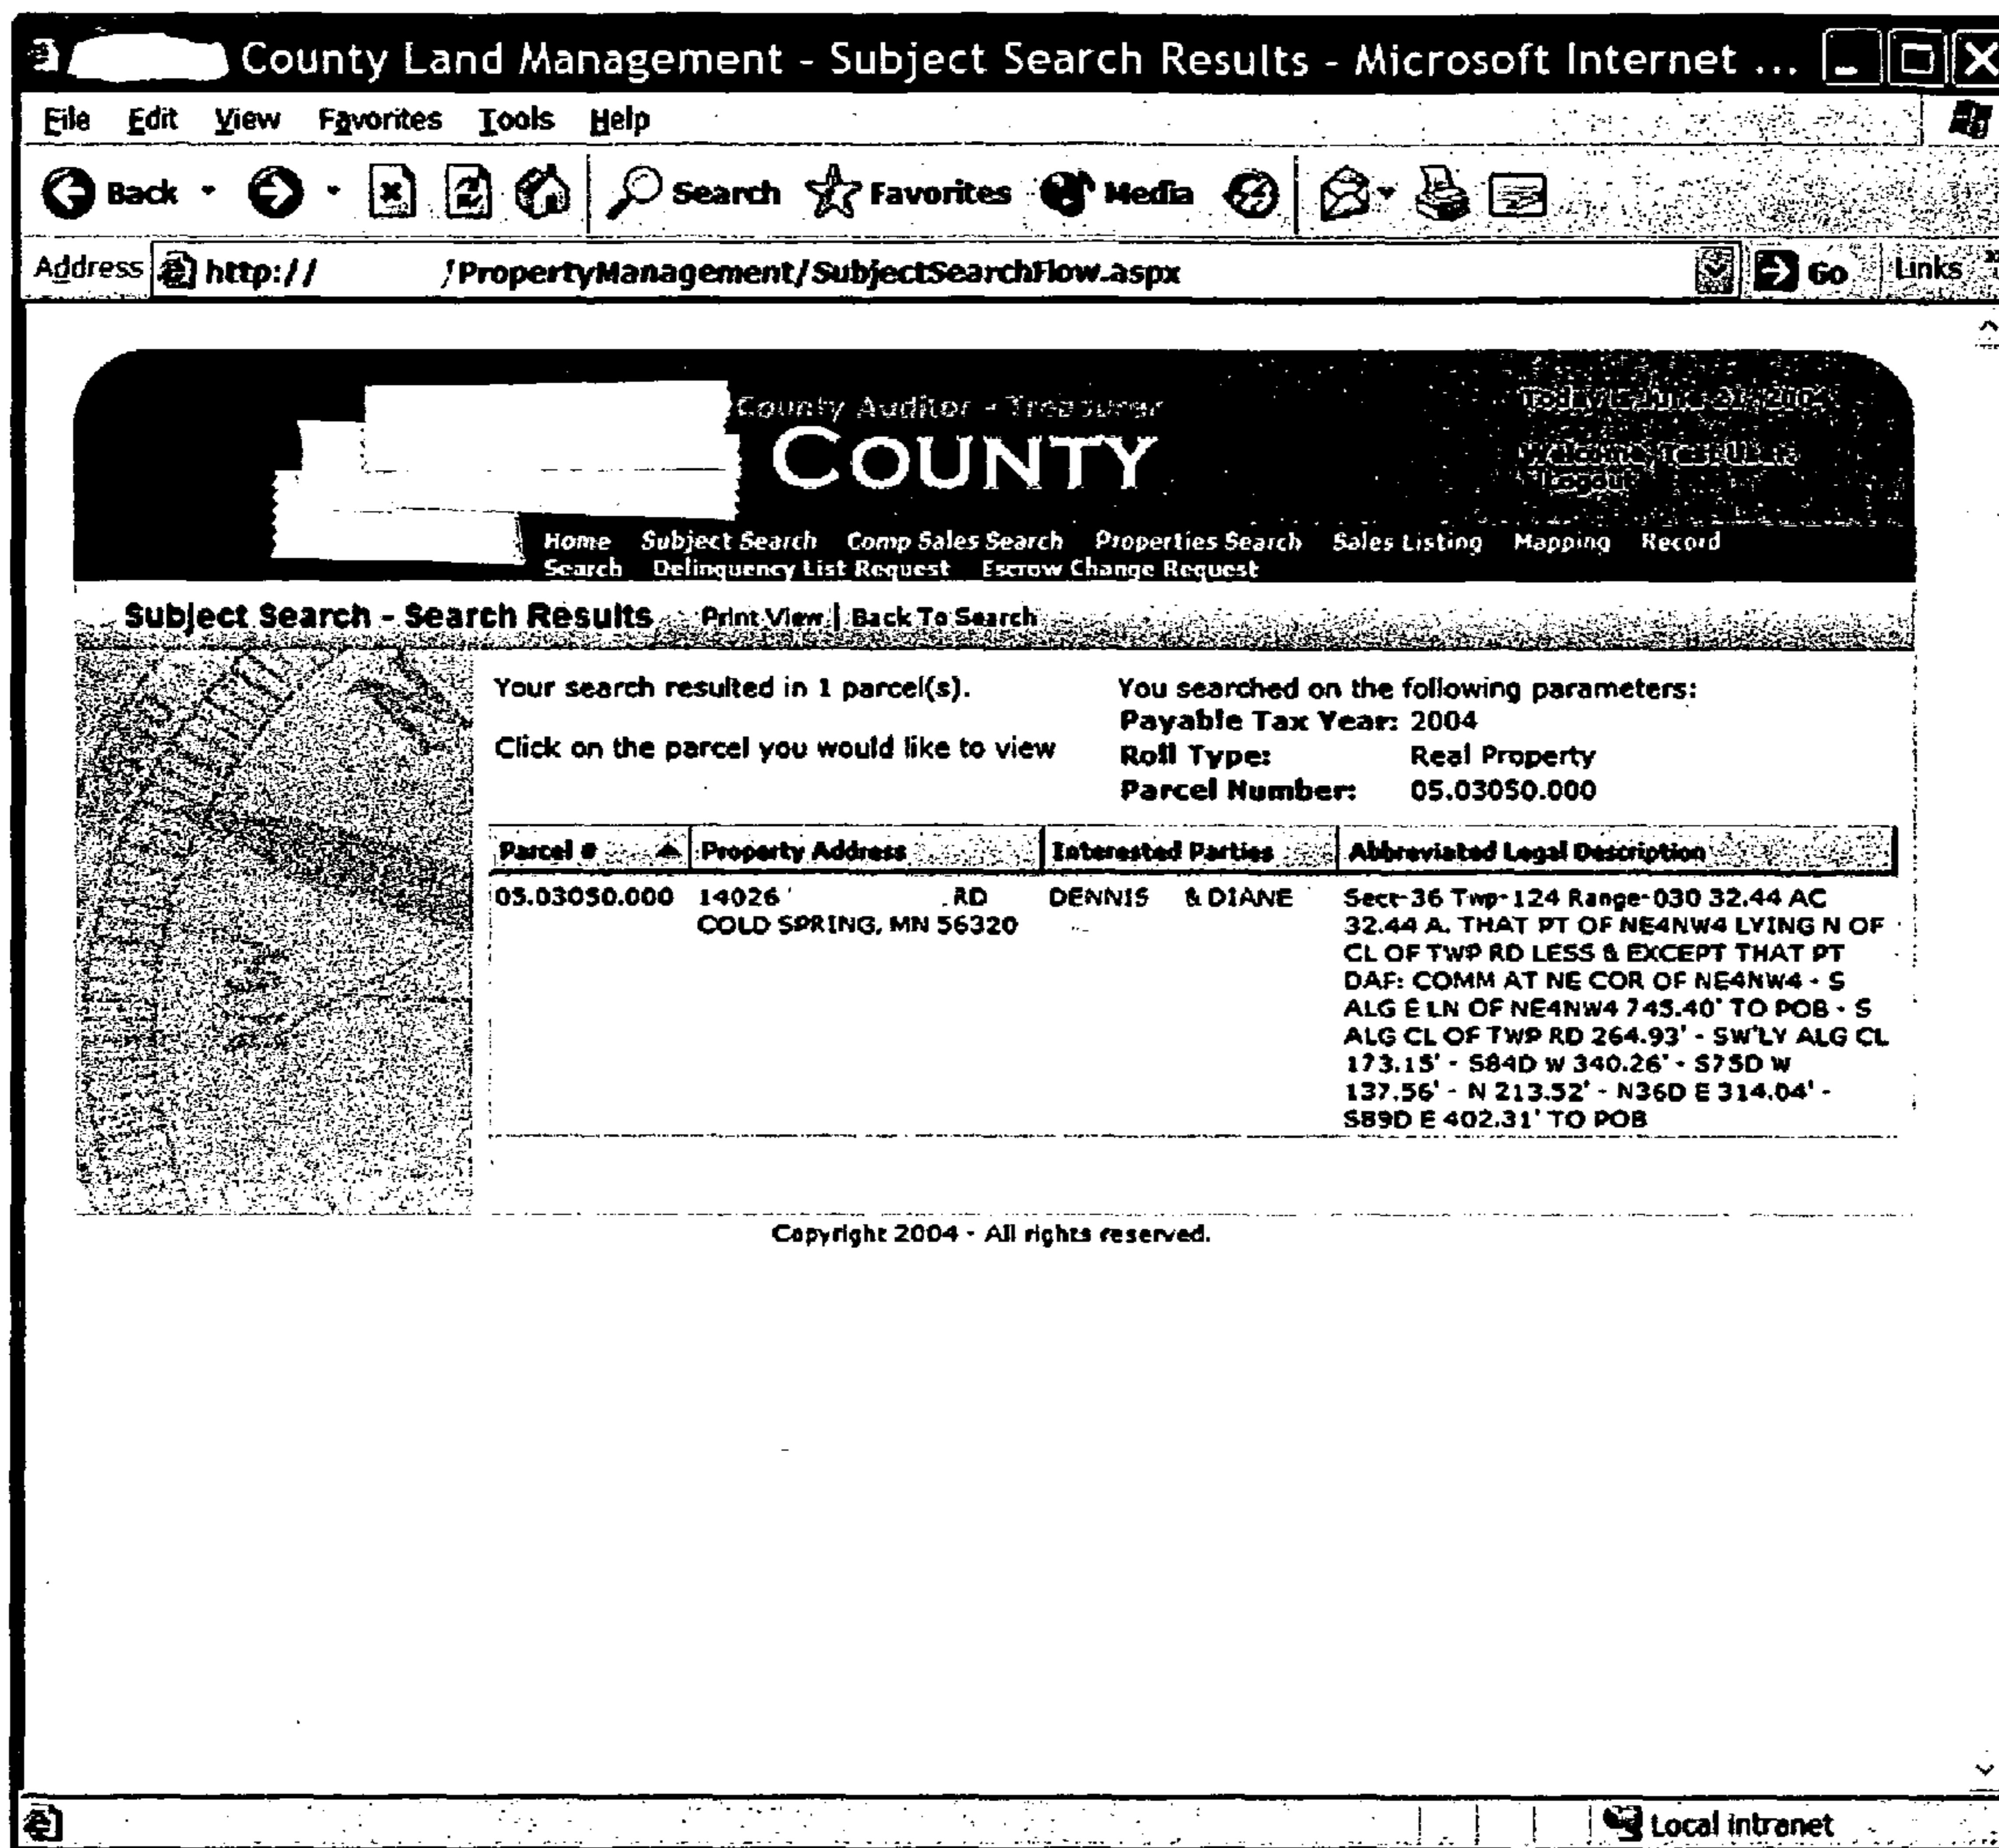 County Land Management - Subject Search Results - Microsoft Internet ...
File Edit View Favorites Tools Help
Back Search Favorites Media
Address http:// /PropertyManagement/SubjectSearchFlow.aspx Go Links
County Auditor - Treasurer
COUNTY
Welcome, Test User
Logout
Home Subject Search Comp Sales Search Properties Search Sales Listing Mapping Record
Search Delinquency List Request Escrow Change Request
Subject Search - Search Results Print View | Back To Search
Your search resulted in 1 parcel(s). You searched on the following parameters:
Payable Tax Year: 2004
Click on the parcel you would like to view Roll Type: Real Property
Parcel Number: 05.03050.000
Parcel # Property Address Interested Parties Abbreviated Legal Description
05.03050.000 14026 RD DENNIS & DIANE Sect-36 Twp-124 Range-030 32.44 AC
COLD SPRING, MN 56320 32.44 A. THAT PT OF NE4NW4 LYING N OF
CL OF TWP RD LESS & EXCEPT THAT PT
DAF: COMM AT NE COR OF NE4NW4 - S
ALG E LN OF NE4NW4 745.40' TO POB - S
ALG CL OF TWP RD 264.93' - SW'LY ALG CL
173.15' - S84D W 340.26' - S75D W
137.56' - N 213.52' - N36D E 314.04' -
S89D E 402.31' TO POB
Copyright 2004 - All rights reserved.
Local intranet